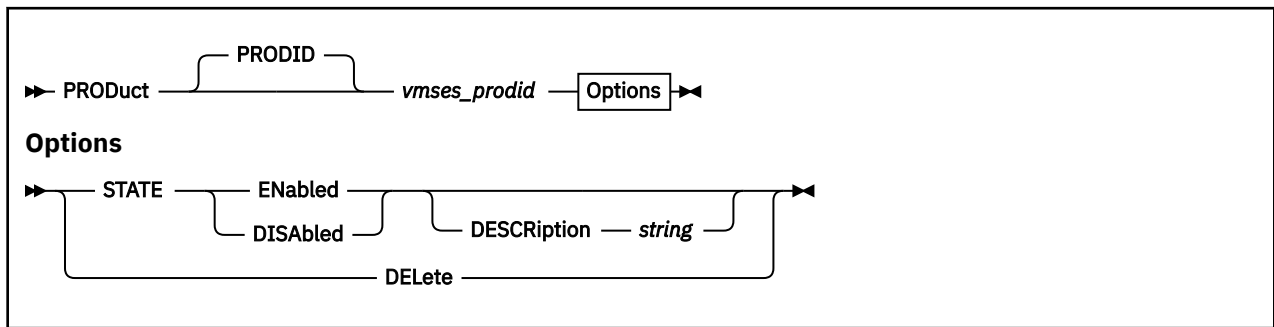 PRODID
PRODuct vmses_prodid Options
Options
STATE ENabled
DISAbled DESCRiption string
DELete